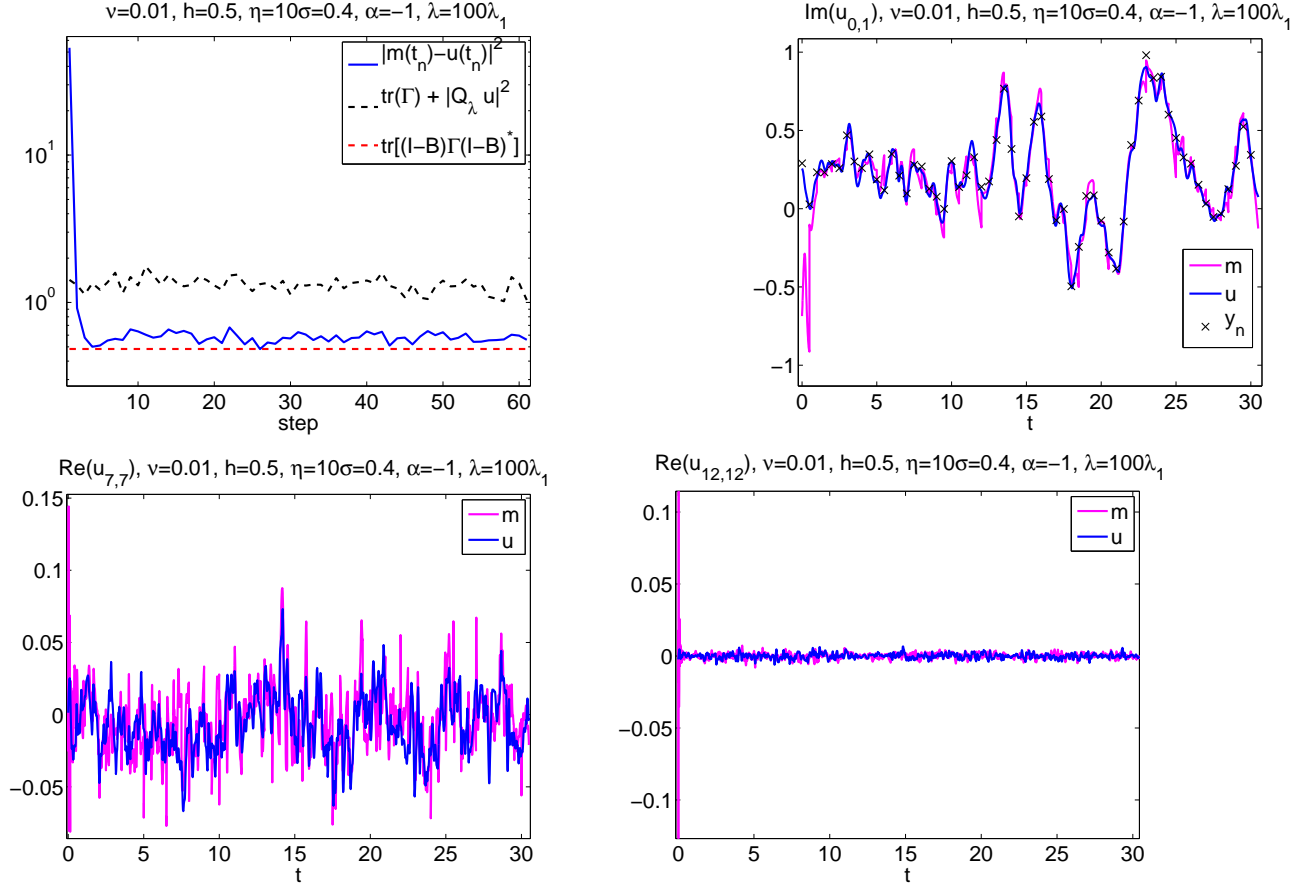 ν=0.01, h=0.5, η=10σ=0.4, α=−1, λ=100λ₁
|m(tₙ)−u(tₙ)|²
tr(Γ) + |Q_λ u|²
tr[(I−B)Γ(I−B)*]
10¹
10⁰
10 20 30 40 50 60
step
Im(u₀,₁), ν=0.01, h=0.5, η=10σ=0.4, α=−1, λ=100λ₁
1
0.5
0
−0.5
−1
m
u
yₙ
0 5 10 15 20 25 30
t
Re(u₇,₇), ν=0.01, h=0.5, η=10σ=0.4, α=−1, λ=100λ₁
0.15
0.1
0.05
0
−0.05
m
u
0 5 10 15 20 25 30
t
Re(u₁₂,₁₂), ν=0.01, h=0.5, η=10σ=0.4, α=−1, λ=100λ₁
0.1
0.05
0
−0.05
−0.1
m
u
0 5 10 15 20 25 30
t